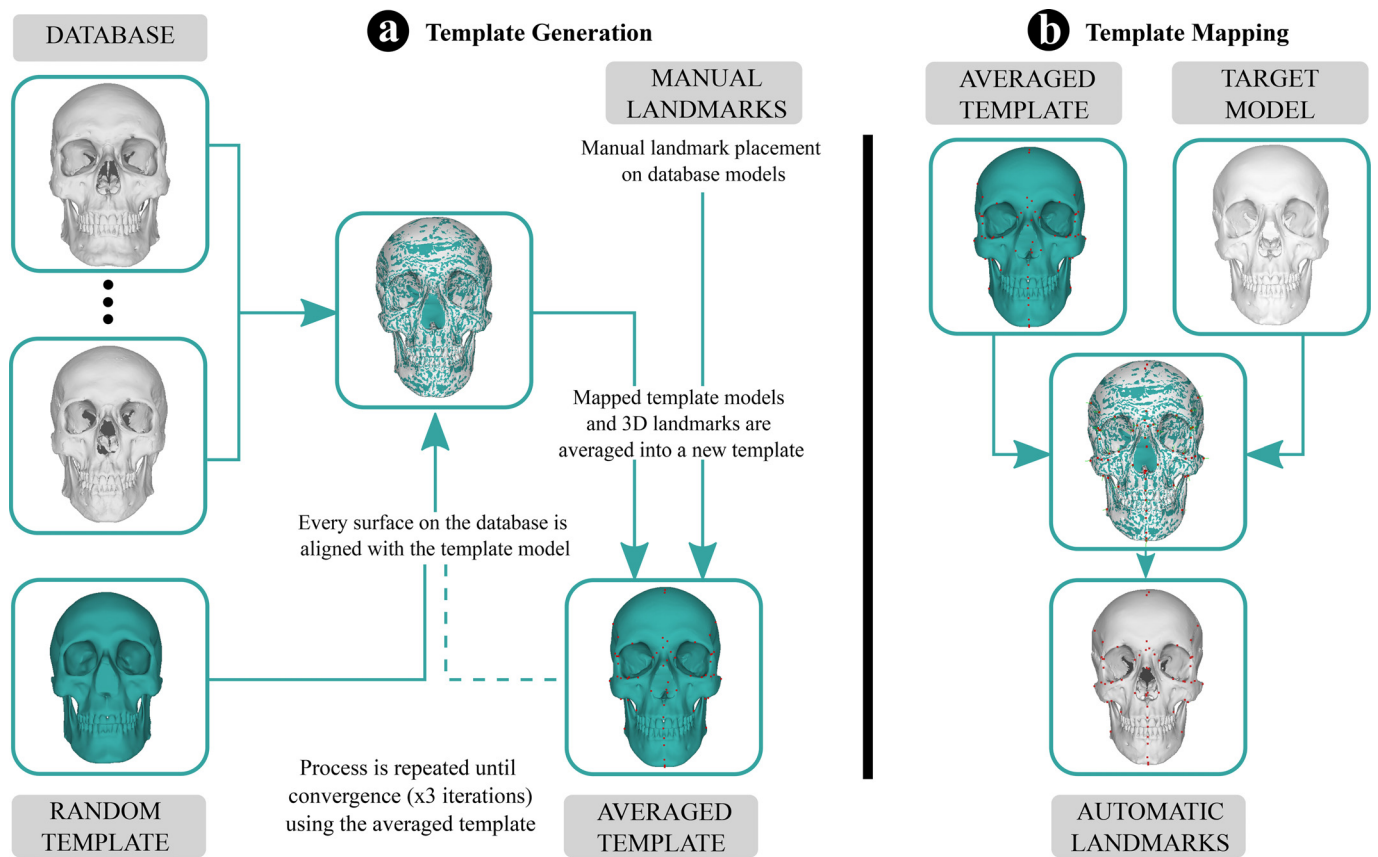 DATABASE
a Template Generation
MANUAL
LANDMARKS
Manual landmark placement
on database models
Mapped template models
and 3D landmarks are
averaged into a new template
Every surface on the database is
aligned with the template model
Process is repeated until
convergence (x3 iterations)
using the averaged template
RANDOM
TEMPLATE
AVERAGED
TEMPLATE
b Template Mapping
AVERAGED
TEMPLATE
TARGET
MODEL
AUTOMATIC
LANDMARKS